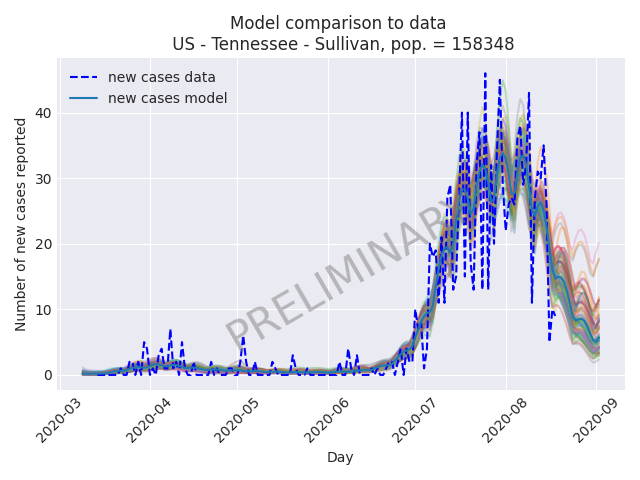 Model comparison to data
US - Tennessee - Sullivan, pop. = 158348
new cases data
new cases model
Number of new cases reported
40
30
20
10
0
PRELIMINARY
2020-03
2020-04
2020-05
2020-06
2020-07
2020-08
2020-09
Day